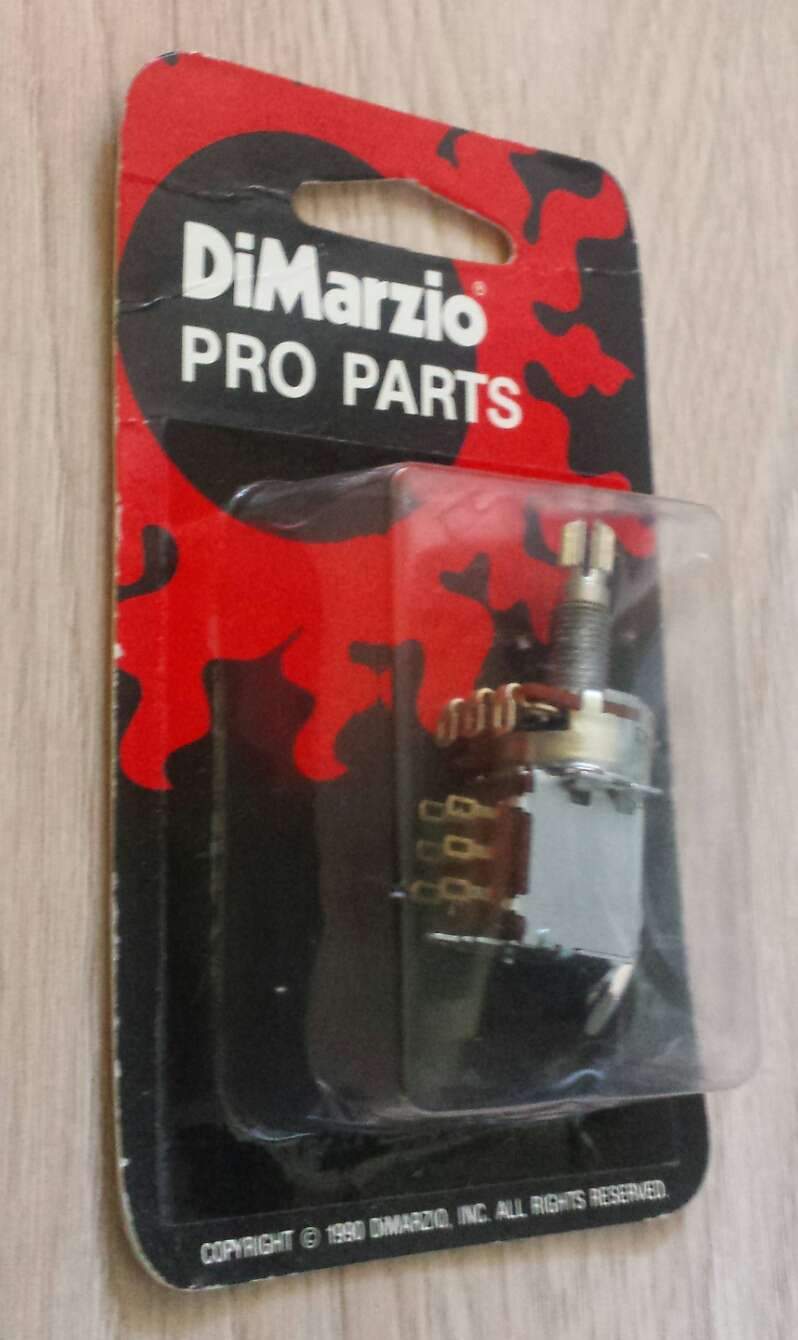 DiMarzio®
PRO PARTS
COPYRIGHT © 1990 DIMARZIO, INC. ALL RIGHTS RESERVED.